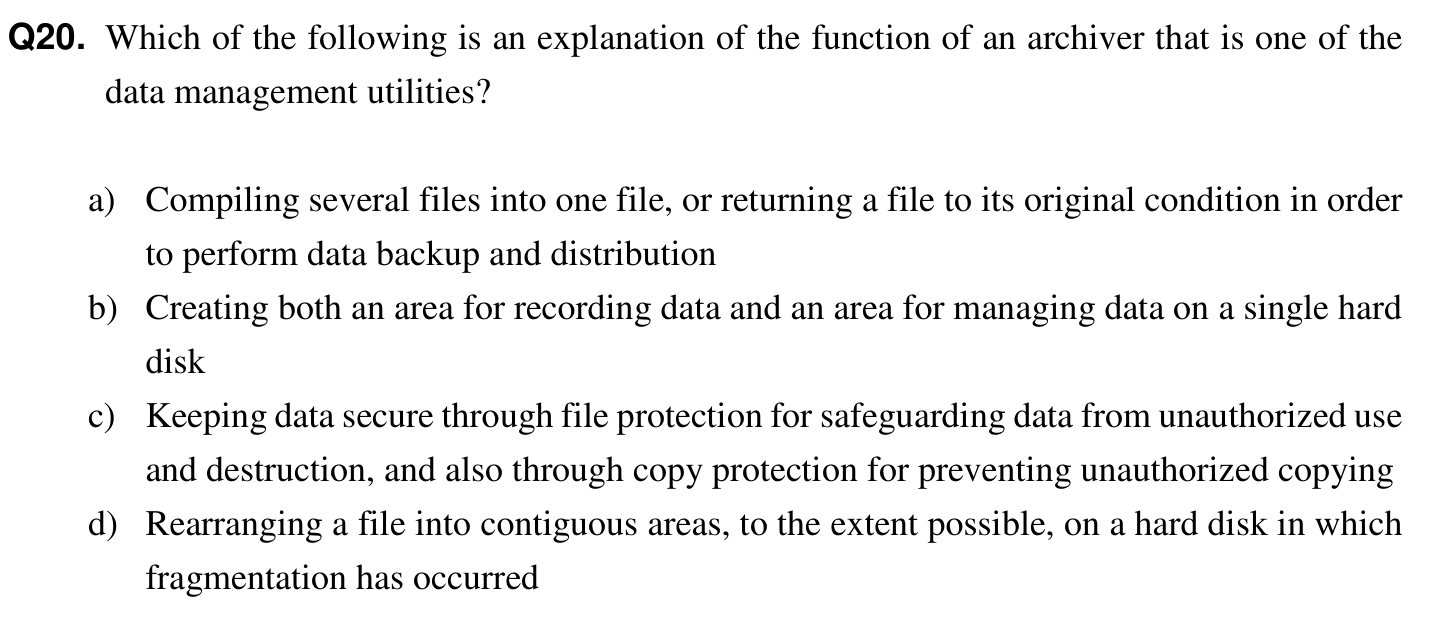 Q20. Which of the following is an explanation of the function of an archiver that is one of the
data management utilities?
a) Compiling several files into one file, or returning a file to its original condition in order
to perform data backup and distribution
b) Creating both an area for recording data and an area for managing data on a single hard
disk
c) Keeping data secure through file protection for safeguarding data from unauthorized use
and destruction, and also through copy protection for preventing unauthorized copying
d) Rearranging a file into contiguous areas, to the extent possible, on a hard disk in which
fragmentation has occurred